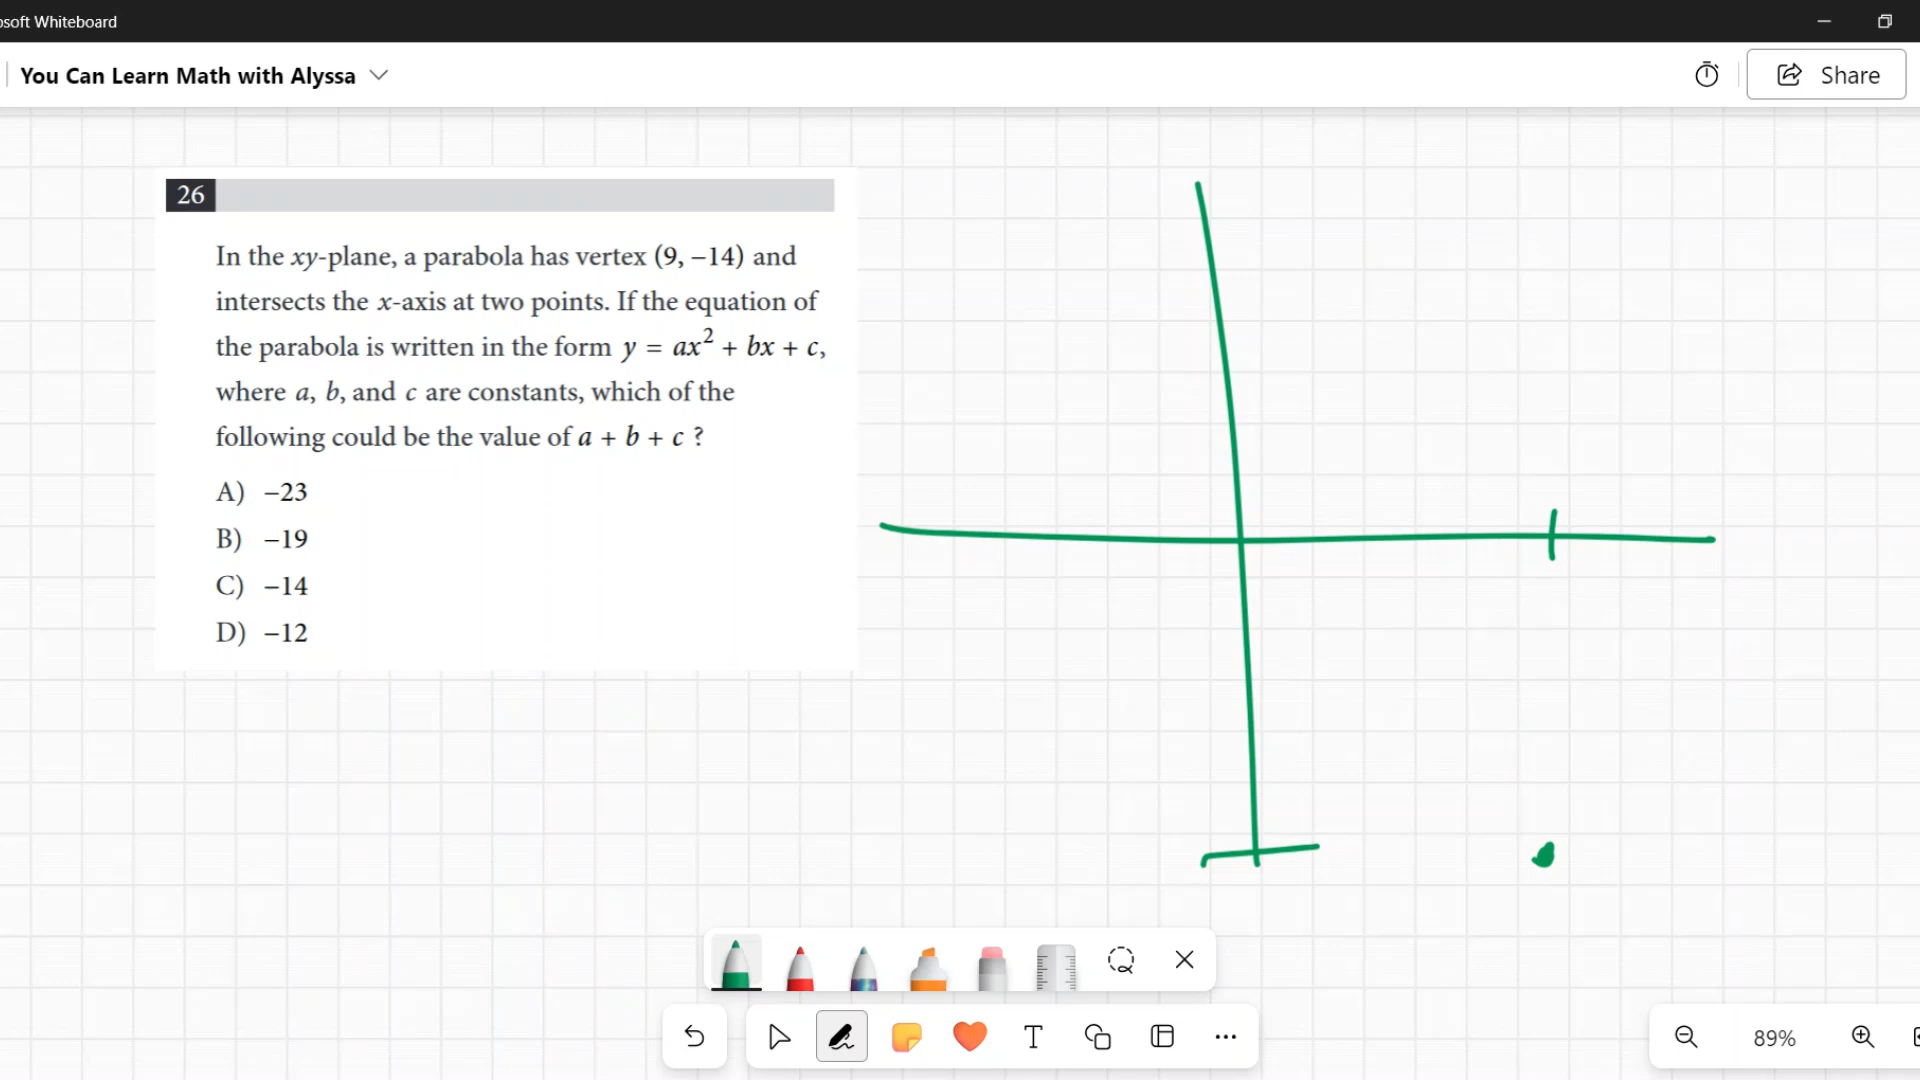 osoft Whiteboard
You Can Learn Math with Alyssa
Share
26
In the xy-plane, a parabola has vertex (9, −14) and
intersects the x-axis at two points. If the equation of
the parabola is written in the form y = ax² + bx + c,
where a, b, and c are constants, which of the
following could be the value of a + b + c ?
A) −23
B) −19
C) −14
D) −12
T
89%